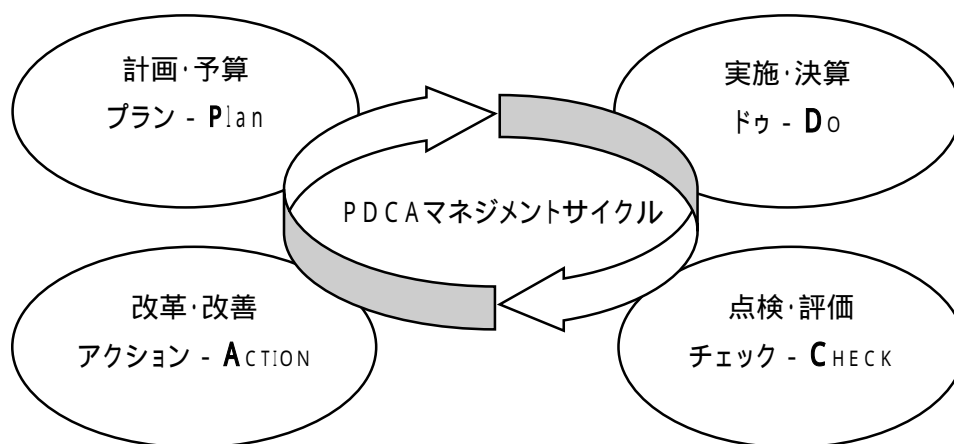 計画・予算
プラン - Plan
実施・決算
ドゥ - Do
PDCAマネジメントサイクル
改革・改善
アクション - ACTION
点検・評価
チェック - CHECK